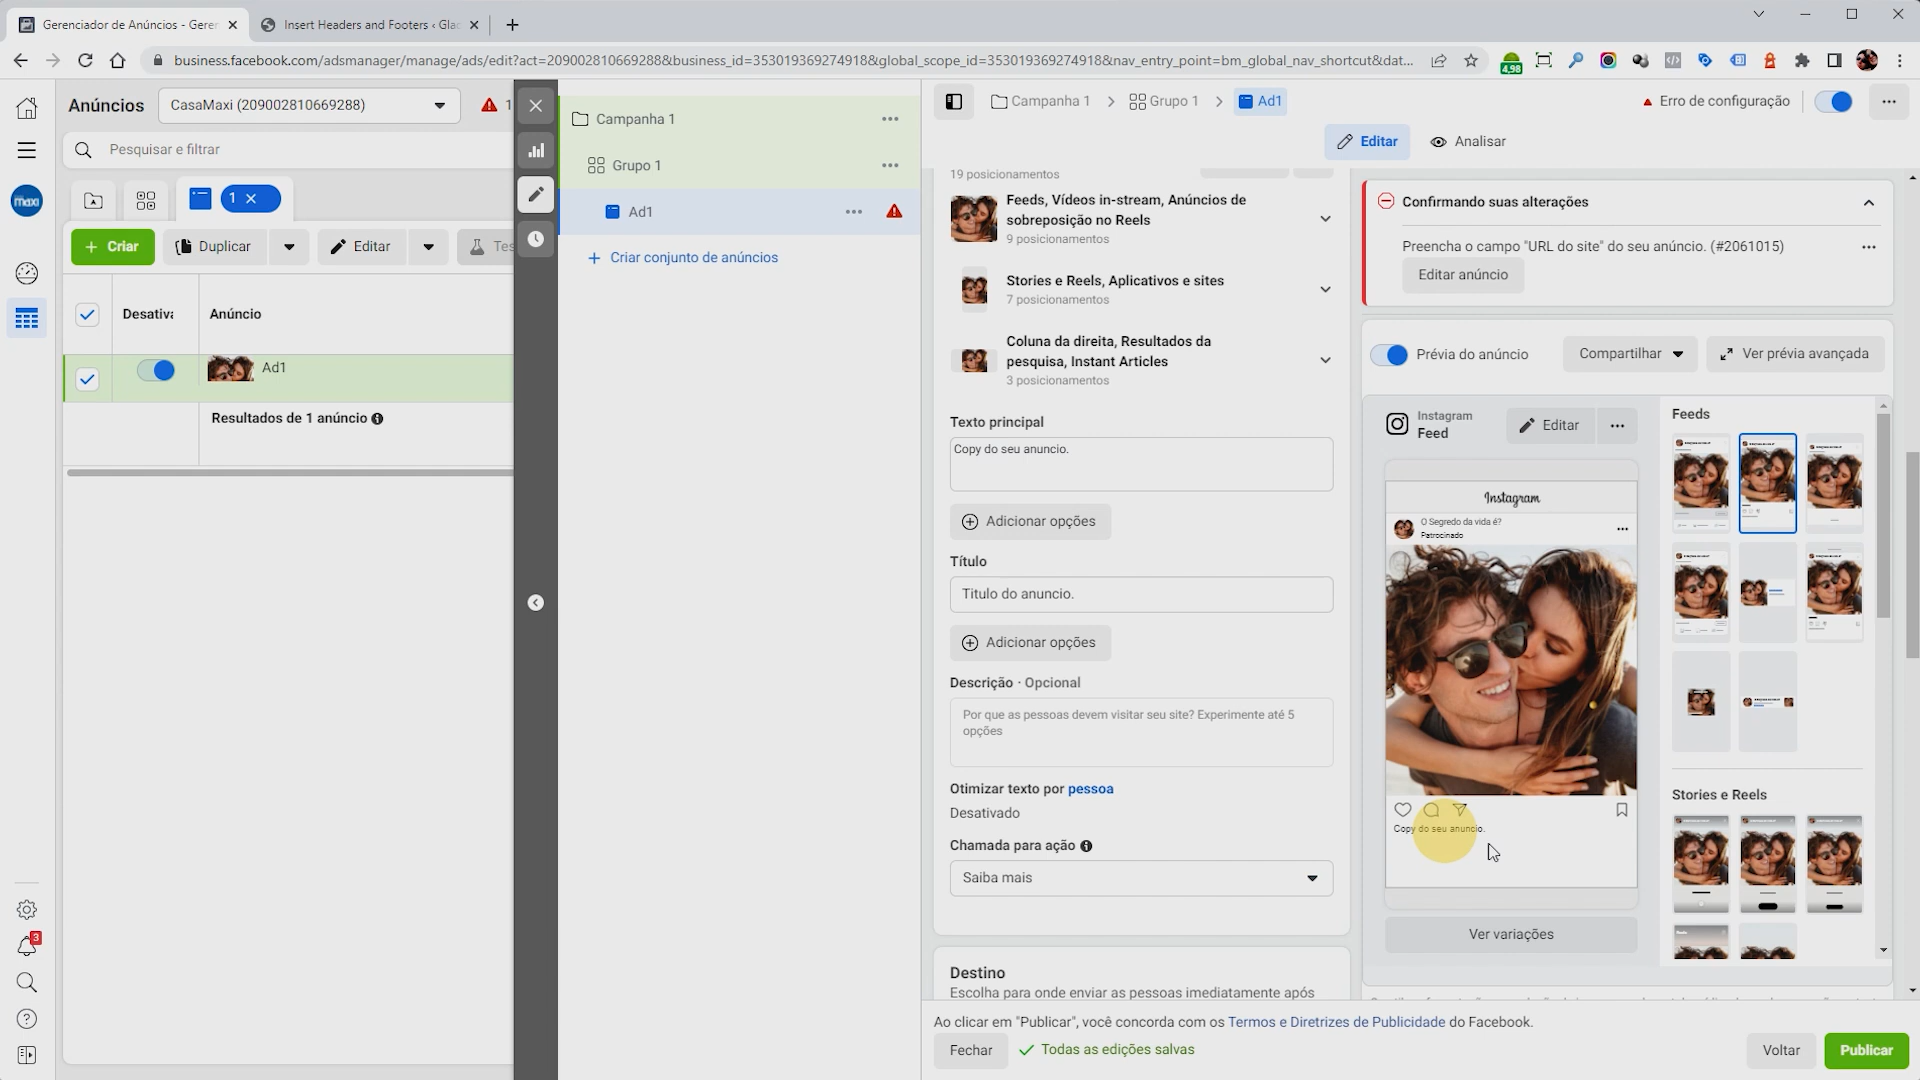 Gerenciador de Anúncios - Geren
Insert Headers and Footers ‹ Glac
business.facebook.com/adsmanager/manage/ads/edit?act=209002810669288&business_id=353019369274918&global_scope_id=353019369274918&nav_entry_point=bm_global_nav_shortcut&dat...
4.98
Anúncios
CasaMaxi (209002810669288)
1
Pesquisar e filtrar
maxi
1
Criar
Duplicar
Editar
Tes
Desativa
Anúncio
Ad1
Resultados de 1 anúncio
3
Campanha 1
Grupo 1
Ad1
Criar conjunto de anúncios
Campanha 1
Grupo 1
Ad1
Erro de configuração
Editar
Analisar
19 posicionamentos
Feeds, Vídeos in-stream, Anúncios de
sobreposição no Reels
9 posicionamentos
Stories e Reels, Aplicativos e sites
7 posicionamentos
Coluna da direita, Resultados da
pesquisa, Instant Articles
3 posicionamentos
Texto principal
Copy do seu anuncio.
Adicionar opções
Título
Titulo do anuncio.
Adicionar opções
Descrição · Opcional
Por que as pessoas devem visitar seu site? Experimente até 5
opções
Otimizar texto por pessoa
Desativado
Chamada para ação
Saiba mais
Destino
Escolha para onde enviar as pessoas imediatamente após
Confirmando suas alterações
Preencha o campo "URL do site" do seu anúncio. (#2061015)
Editar anúncio
Prévia do anúncio
Compartilhar
Ver prévia avançada
Instagram
Feed
Editar
Instagram
O Segredo da vida é?
Patrocinado
Copy do seu anuncio.
Ver variações
Feeds
Stories e Reels
Ao clicar em "Publicar", você concorda com os Termos e Diretrizes de Publicidade do Facebook.
Fechar
Todas as edições salvas
Voltar
Publicar